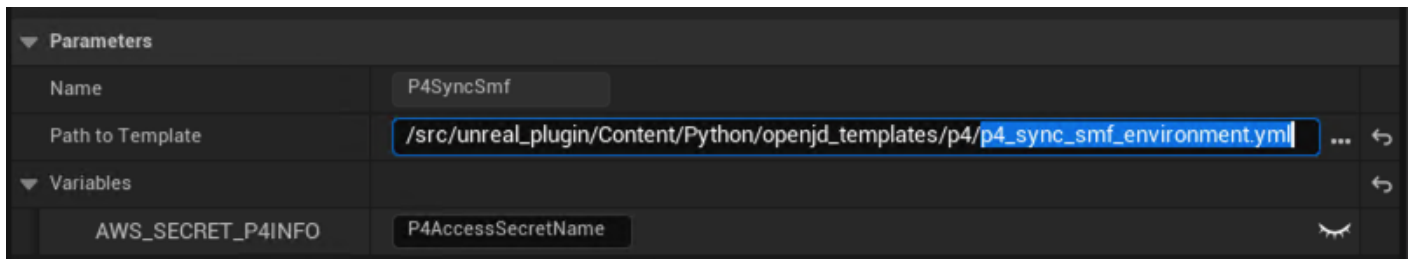 Parameters
Name P4SyncSmf
Path to Template /src/unreal_plugin/Content/Python/openjd_templates/p4/p4_sync_smf_environment.yml ...
Variables
AWS_SECRET_P4INFO P4AccessSecretName